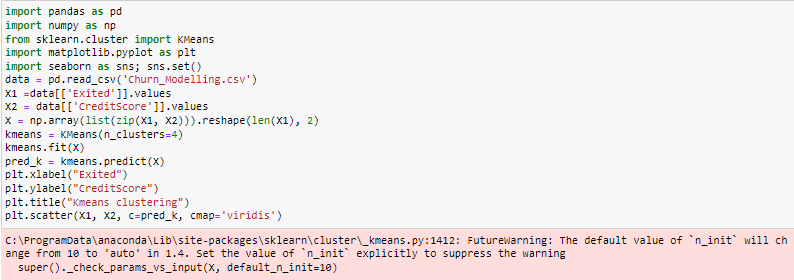 import pandas as pd
import numpy as np
from sklearn.cluster import KMeans
import matplotlib.pyplot as plt
import seaborn as sns; sns.set()
data = pd.read_csv('Churn_Modelling.csv')
X1 =data[['Exited']].values
X2 = data[['CreditScore']].values
X = np.array(list(zip(X1, X2))).reshape(len(X1), 2)
kmeans = KMeans(n_clusters=4)
kmeans.fit(X)
pred_k = kmeans.predict(X)
plt.xlabel("Exited")
plt.ylabel("CreditScore")
plt.title("Kmeans clustering")
plt.scatter(X1, X2, c=pred_k, cmap='viridis')
C:\ProgramData\anaconda\Lib\site-packages\sklearn\cluster\_kmeans.py:1412: FutureWarning: The default value of `n_init` will ch
ange from 10 to 'auto' in 1.4. Set the value of `n_init` explicitly to suppress the warning
super()._check_params_vs_input(X, default_n_init=10)